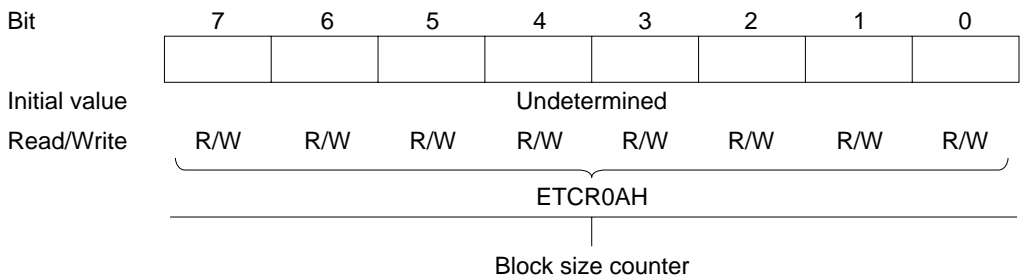 Bit 7 6 5 4 3 2 1 0
Initial value Undetermined
Read/Write R/W R/W R/W R/W R/W R/W R/W R/W
ETCR0AH
Block size counter